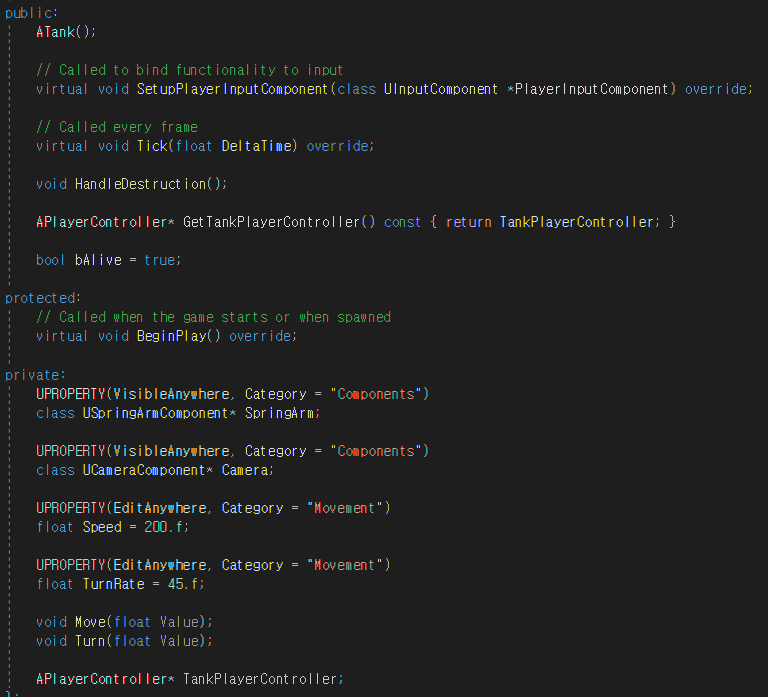 public:
ATank();
// Called to bind functionality to input
virtual void SetupPlayerInputComponent(class UInputComponent *PlayerInputComponent) override;
// Called every frame
virtual void Tick(float DeltaTime) override;
void HandleDestruction();
APlayerController* GetTankPlayerController() const { return TankPlayerController; }
bool bAlive = true;
protected:
// Called when the game starts or when spawned
virtual void BeginPlay() override;
private:
UPROPERTY(VisibleAnywhere, Category = "Components")
class USpringArmComponent* SpringArm;
UPROPERTY(VisibleAnywhere, Category = "Components")
class UCameraComponent* Camera;
UPROPERTY(EditAnywhere, Category = "Movement")
float Speed = 200.f;
UPROPERTY(EditAnywhere, Category = "Movement")
float TurnRate = 45.f;
void Move(float Value);
void Turn(float Value);
APlayerController* TankPlayerController;
};